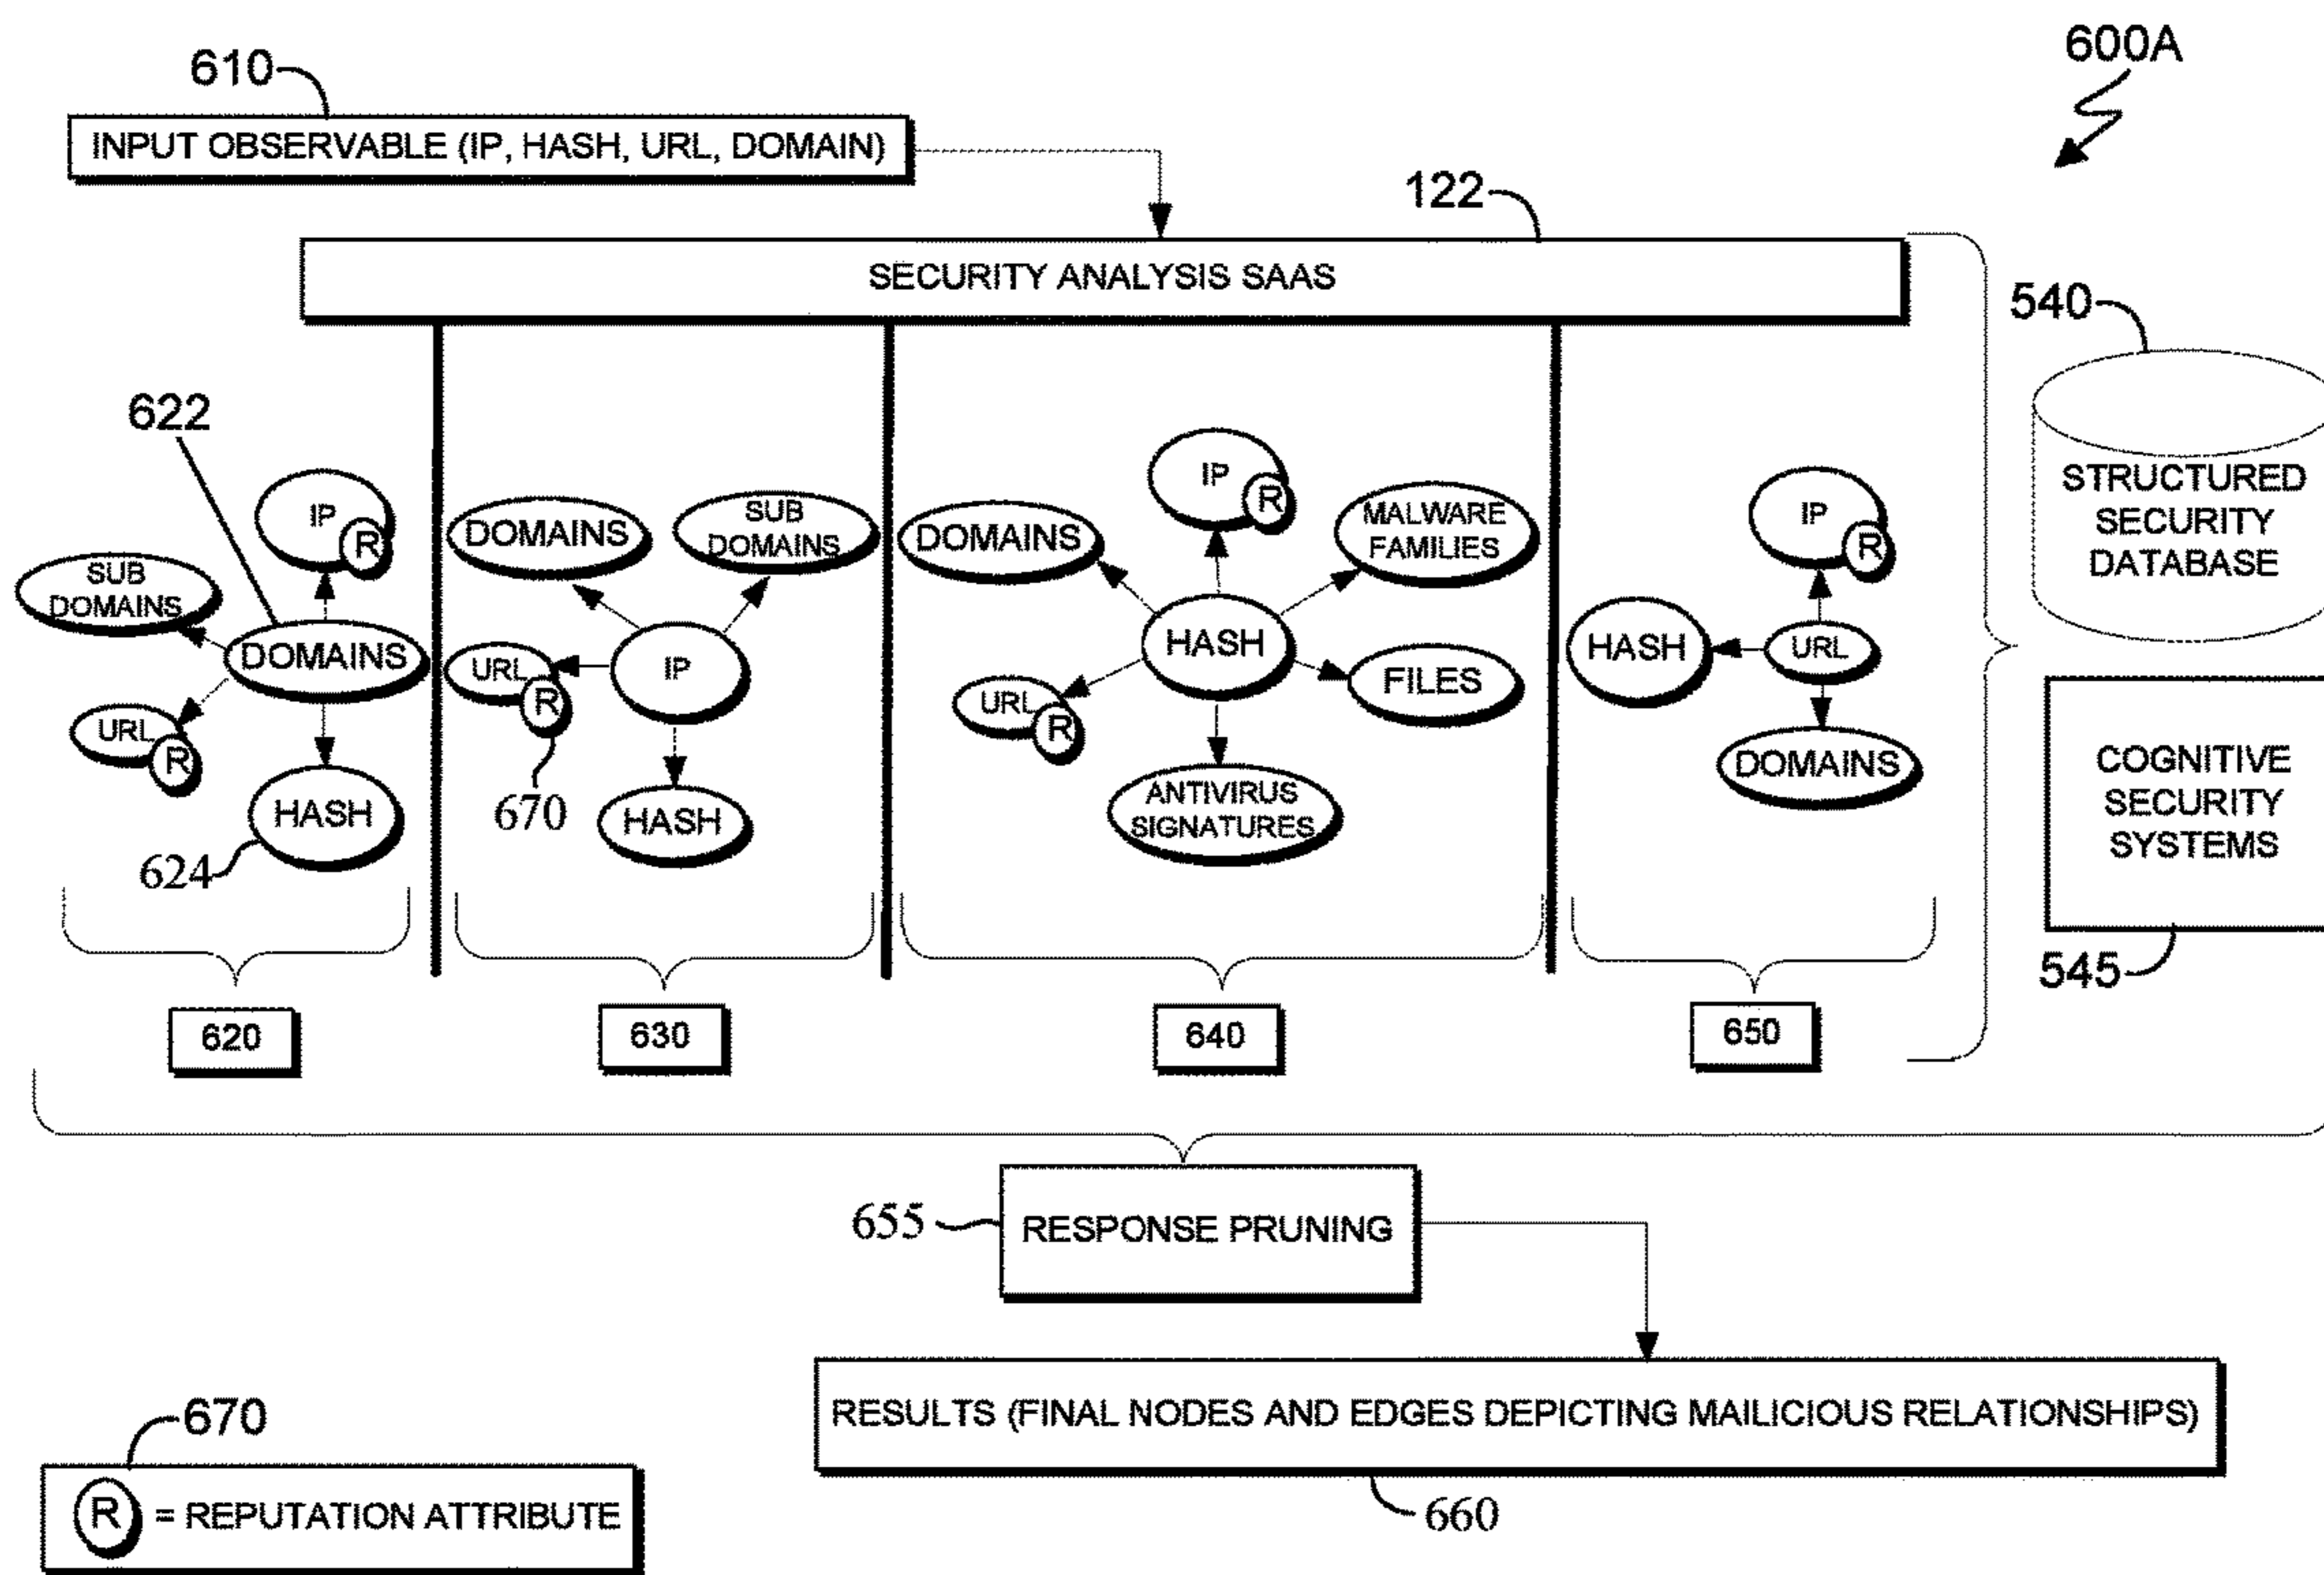 600A
610
INPUT OBSERVABLE (IP, HASH, URL, DOMAIN)
122
SECURITY ANALYSIS SAAS
540
STRUCTURED
SECURITY
DATABASE
COGNITIVE
SECURITY
SYSTEMS
545
622
IP
R
SUB
DOMAINS
DOMAINS
URL
R
HASH
624
620
DOMAINS
SUB
DOMAINS
URL
R
IP
670
HASH
630
DOMAINS
IP
R
MALWARE
FAMILIES
HASH
URL
R
FILES
ANTIVIRUS
SIGNATURES
640
IP
R
HASH
URL
DOMAINS
650
655
RESPONSE PRUNING
RESULTS (FINAL NODES AND EDGES DEPICTING MAILICIOUS RELATIONSHIPS)
660
670
R = REPUTATION ATTRIBUTE